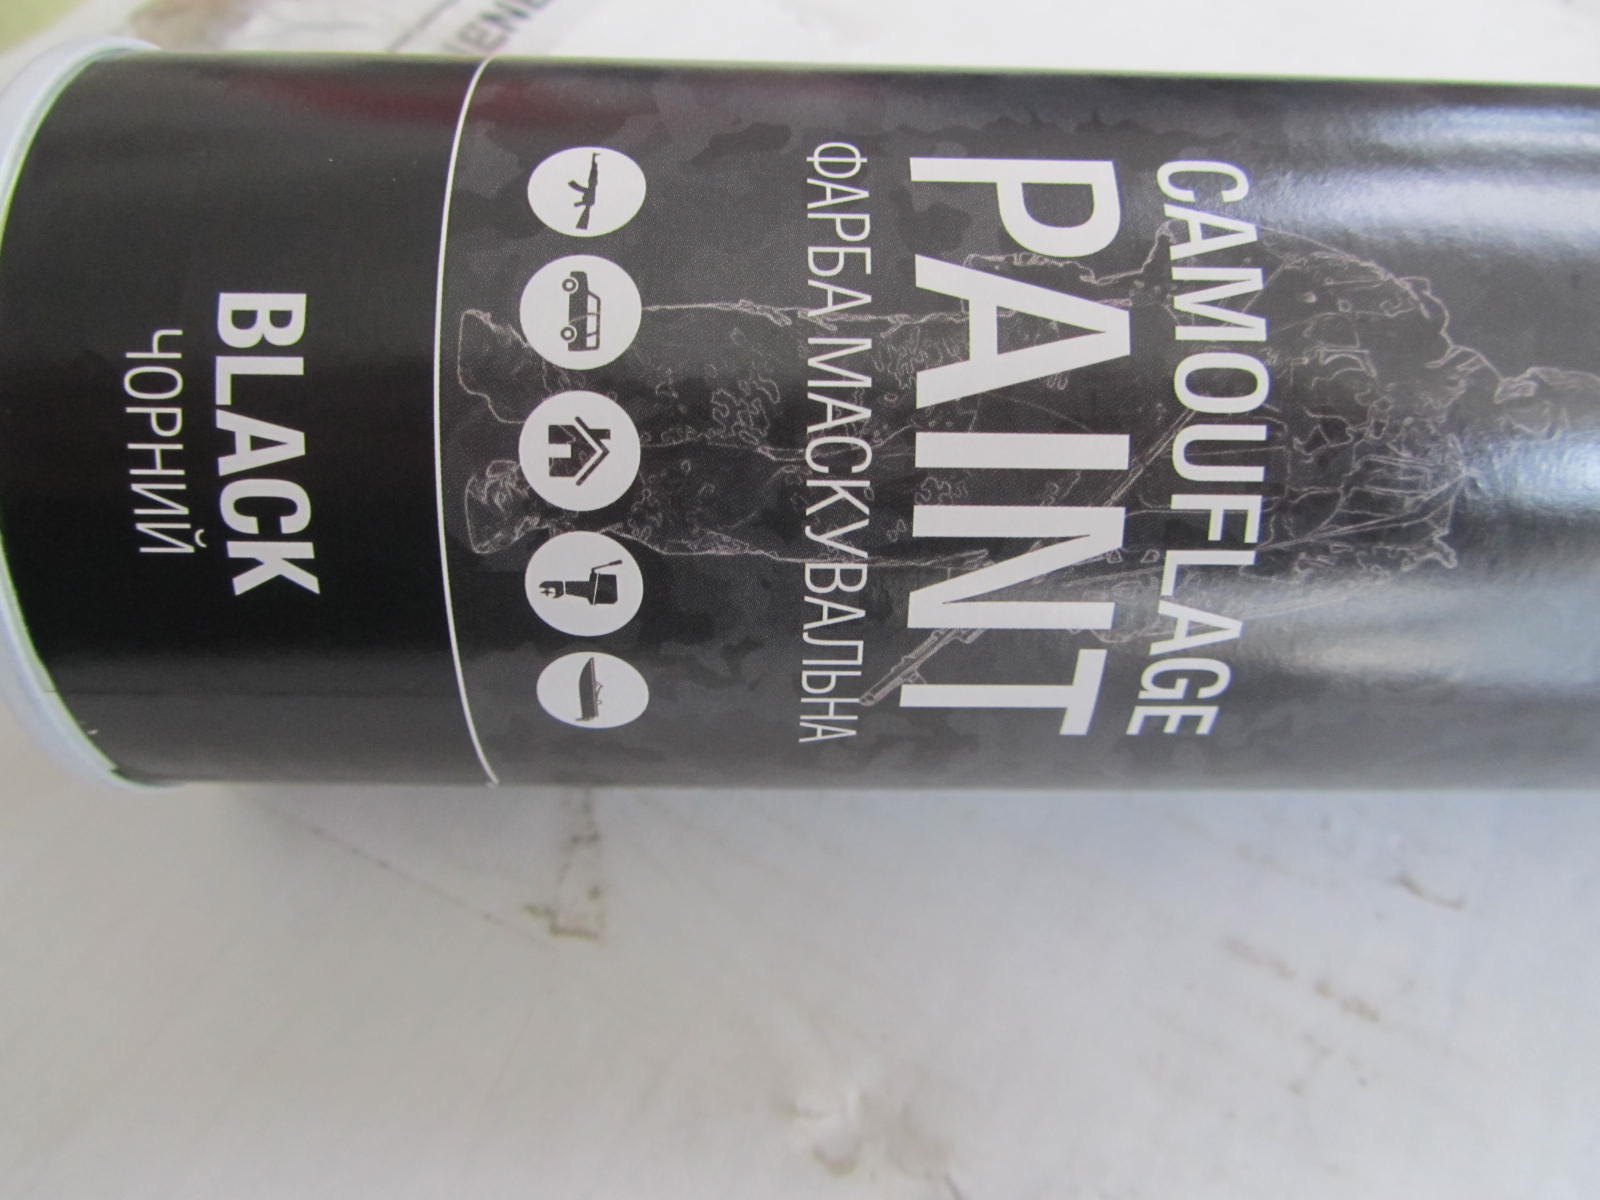 CAMOUFLAGE
PAINT
ФАРБА МАСКУВАЛЬНА
BLACK
ЧОРНИЙ